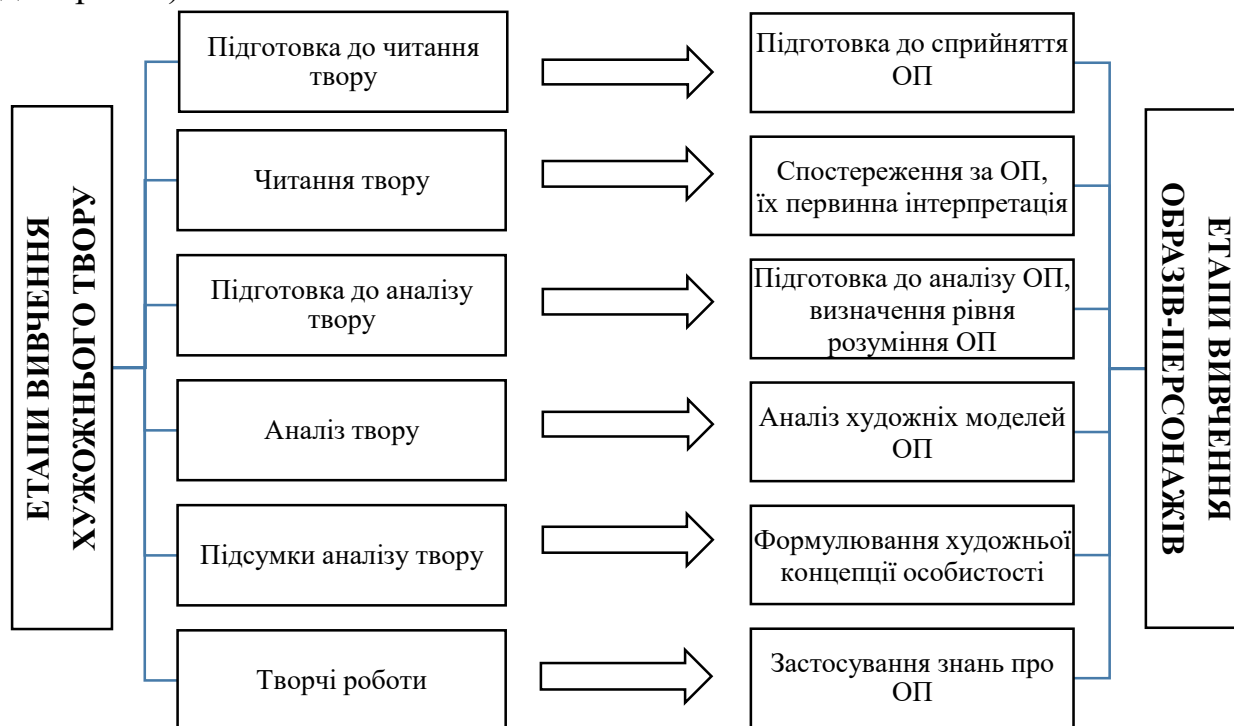 ЕТАПИ ВИВЧЕННЯ
ХУЖОЖНЬОГО ТВОРУ
Підготовка до читання
твору
Підготовка до сприйняття
ОП
Читання твору
Спостереження за ОП,
їх первинна інтерпретація
Підготовка до аналізу
твору
Підготовка до аналізу ОП,
визначення рівня
розуміння ОП
Аналіз твору
Аналіз художніх моделей
ОП
Підсумки аналізу твору
Формулювання художньої
концепції особистості
Творчі роботи
Застосування знань про
ОП
ЕТАПИ ВИВЧЕННЯ
ОБРАЗІВ-ПЕРСОНАЖІВ